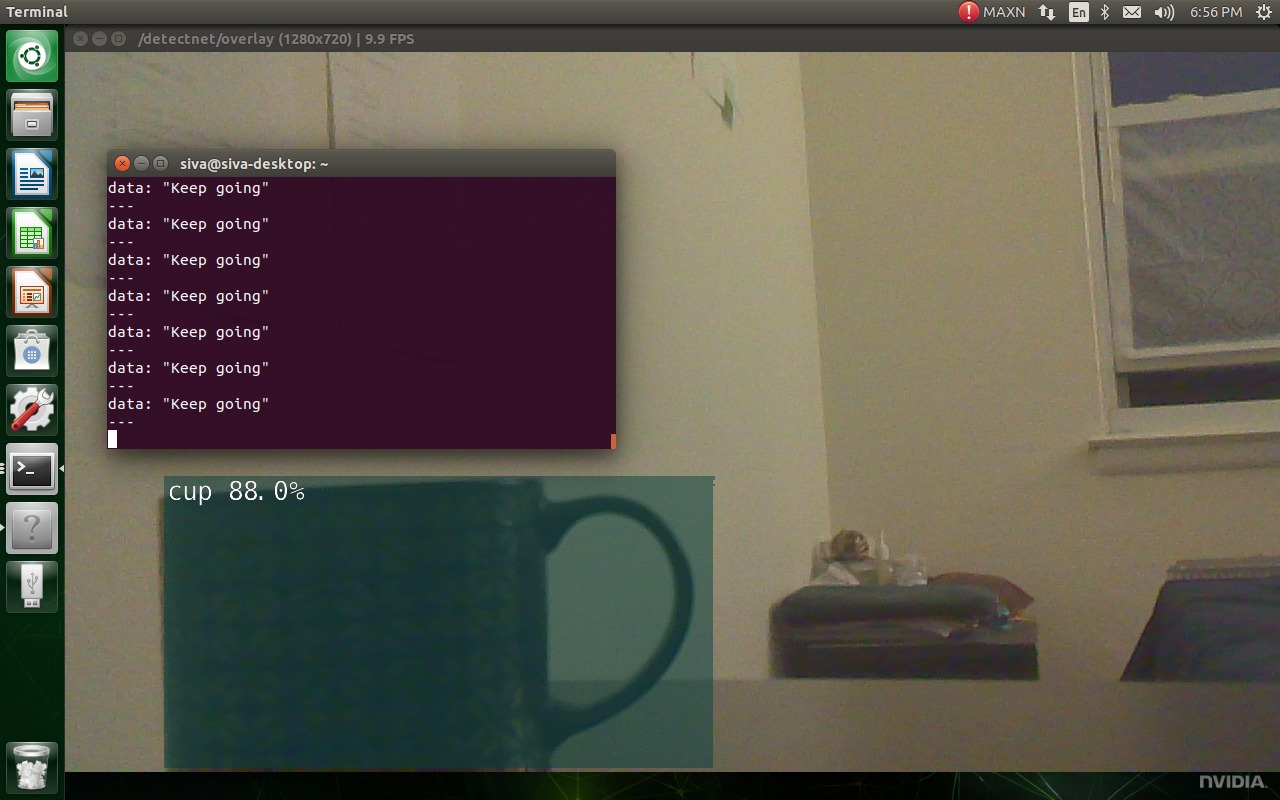 Terminal
MAXN
En
6:56 PM
/detectnet/overlay (1280x720) | 9.9 FPS
siva@siva-desktop: ~
data: "Keep going"
---
data: "Keep going"
---
data: "Keep going"
---
data: "Keep going"
---
data: "Keep going"
---
data: "Keep going"
---
data: "Keep going"
---
cup 88.0%
NVIDIA.